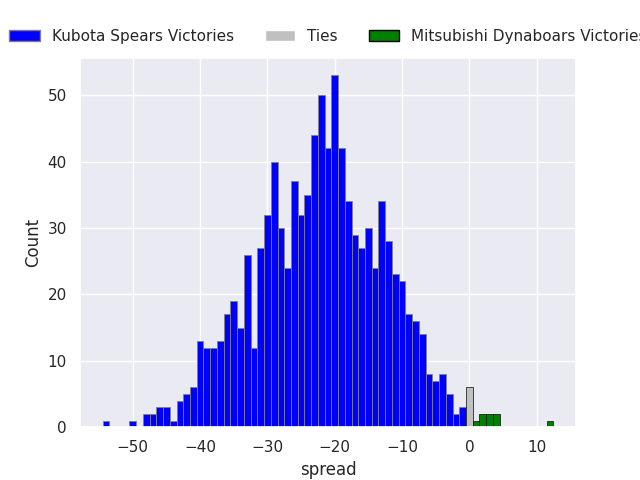 Kubota Spears Victories Ties Mitsubishi Dynaboars Victories
50
40
30
20
10
0
Count
−50 −40 −30 −20 −10 0 10
spread